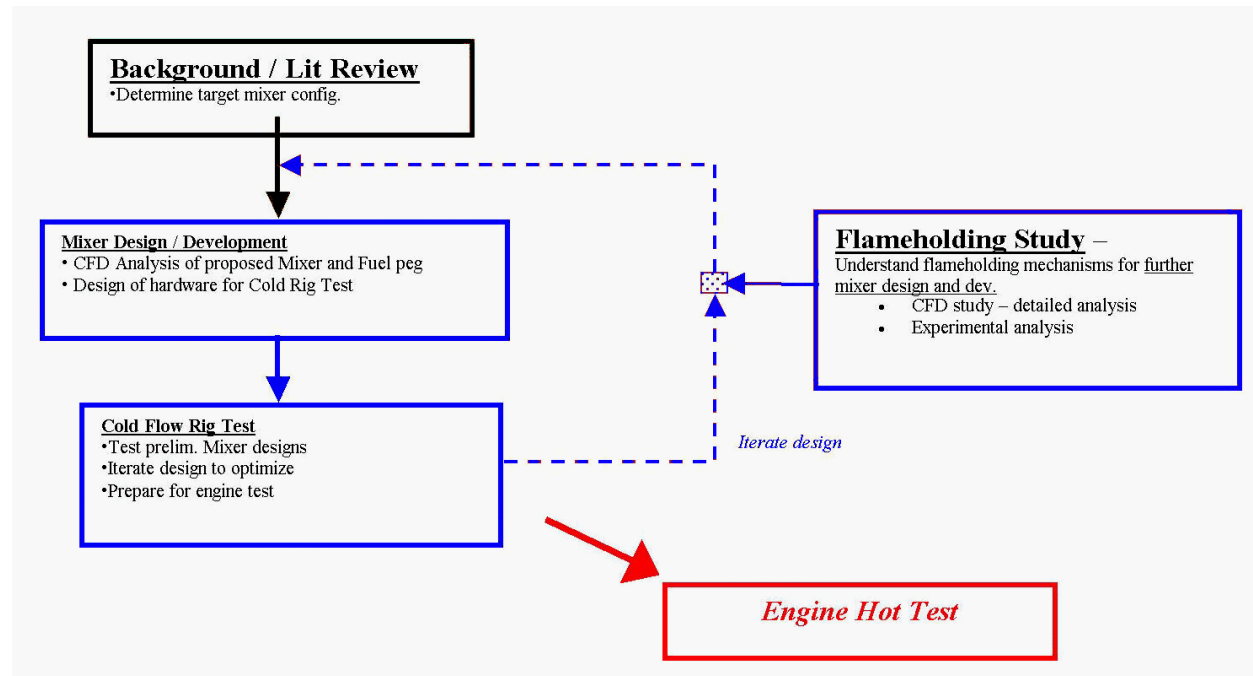 Background / Lit Review
•Determine target mixer config.
Mixer Design / Development
• CFD Analysis of proposed Mixer and Fuel peg
• Design of hardware for Cold Rig Test
Flameholding Study –
Understand flameholding mechanisms for further
mixer design and dev.
• CFD study – detailed analysis
• Experimental analysis
Cold Flow Rig Test
•Test prelim. Mixer designs
•Iterate design to optimize
•Prepare for engine test
Iterate design
Engine Hot Test